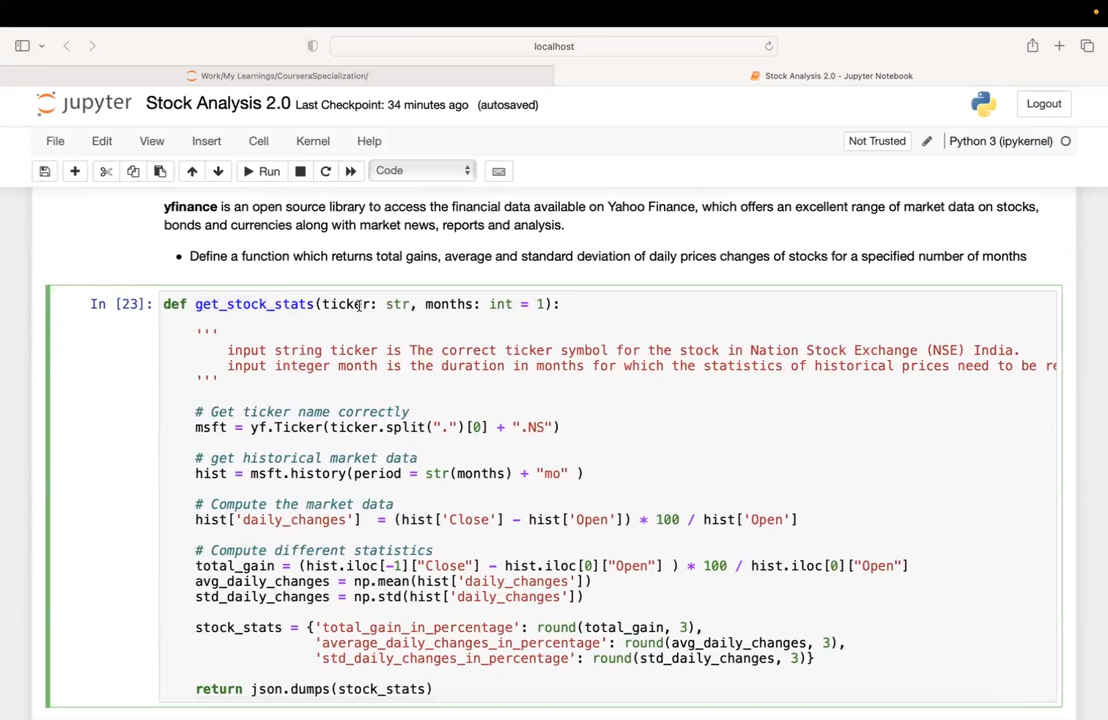 localhost
Work/My Learnings/CourseraSpecialization/
Stock Analysis 2.0 - Jupyter Notebook
jupyter Stock Analysis 2.0 Last Checkpoint: 34 minutes ago (autosaved)
Logout
File Edit View Insert Cell Kernel Help
Not Trusted
Python 3 (ipykernel)
Run
Code
yfinance is an open source library to access the financial data available on Yahoo Finance, which offers an excellent range of market data on stocks,
bonds and currencies along with market news, reports and analysis.
• Define a function which returns total gains, average and standard deviation of daily prices changes of stocks for a specified number of months
In [23]: def get_stock_stats(ticker: str, months: int = 1):
'''
input string ticker is The correct ticker symbol for the stock in Nation Stock Exchange (NSE) India.
input integer month is the duration in months for which the statistics of historical prices need to be re
'''
# Get ticker name correctly
msft = yf.Ticker(ticker.split(".")[0] + ".NS")
# get historical market data
hist = msft.history(period = str(months) + "mo" )
# Compute the market data
hist['daily_changes']  = (hist['Close'] - hist['Open']) * 100 / hist['Open']
# Compute different statistics
total_gain = (hist.iloc[-1]["Close"] - hist.iloc[0]["Open"] ) * 100 / hist.iloc[0]["Open"]
avg_daily_changes = np.mean(hist['daily_changes'])
std_daily_changes = np.std(hist['daily_changes'])
stock_stats = {'total_gain_in_percentage': round(total_gain, 3),
'average_daily_changes_in_percentage': round(avg_daily_changes, 3),
'std_daily_changes_in_percentage': round(std_daily_changes, 3)}
return json.dumps(stock_stats)